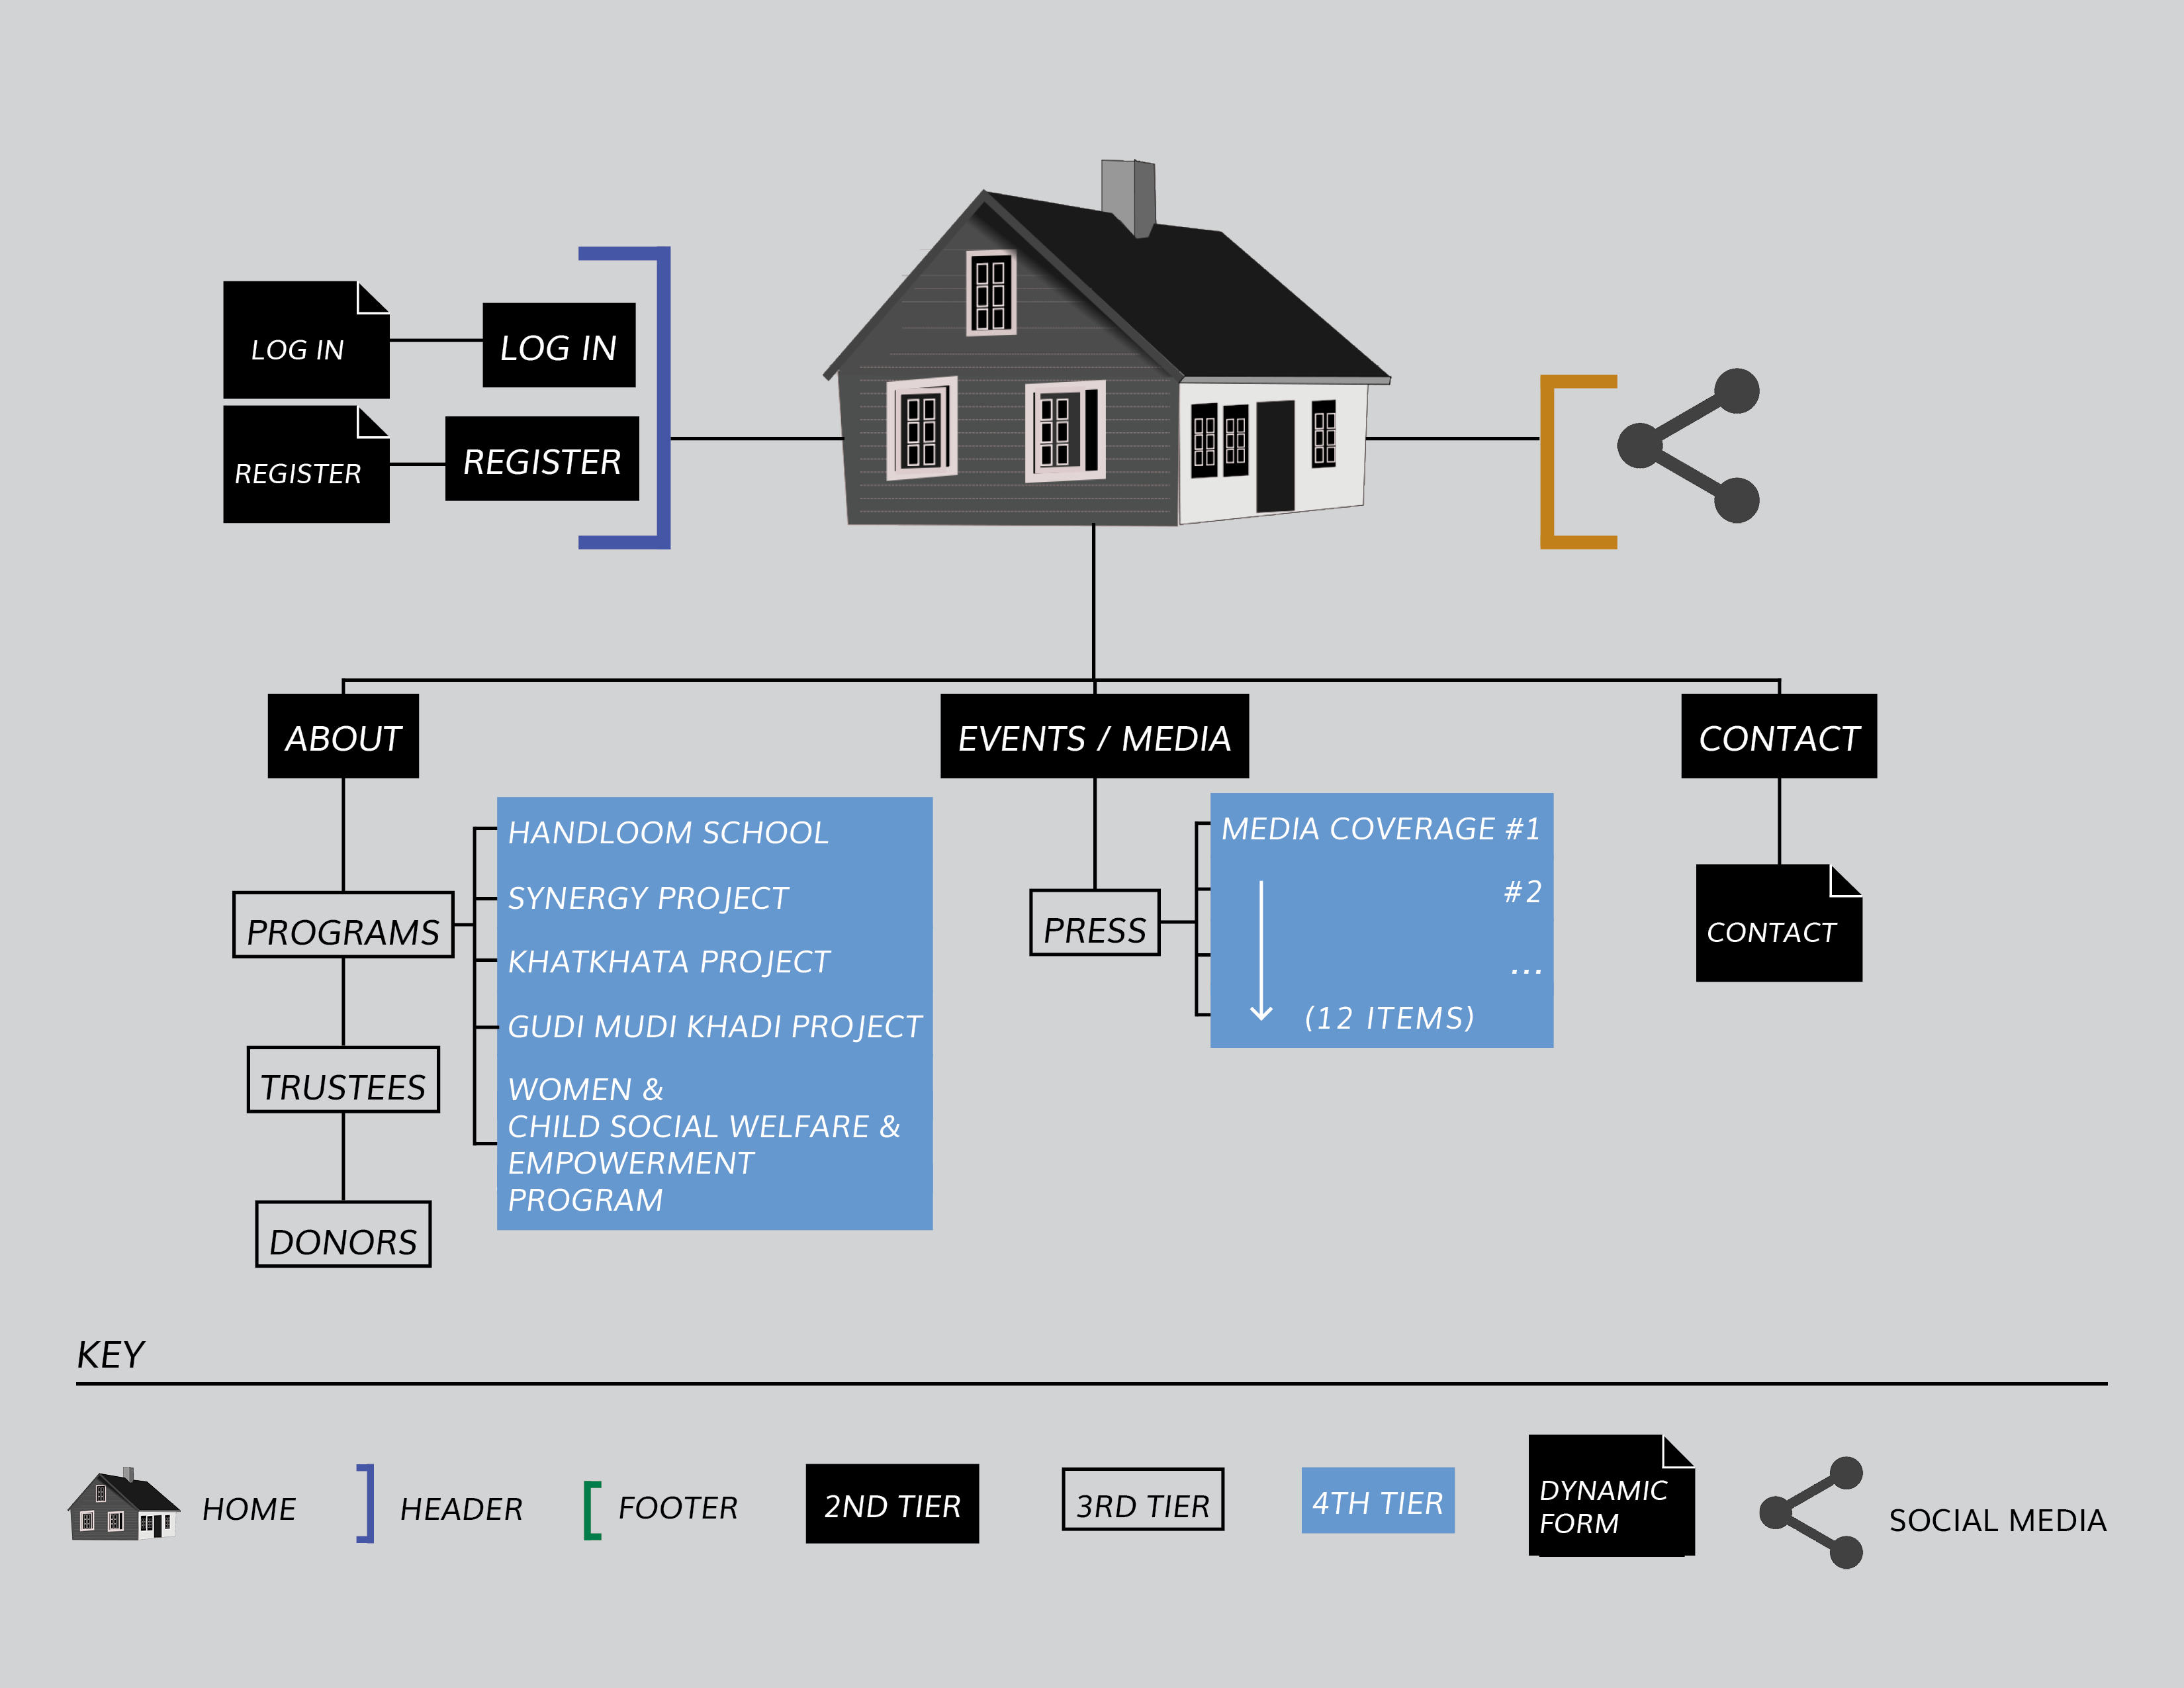 LOG IN
LOG IN
REGISTER
REGISTER
ABOUT
EVENTS / MEDIA
CONTACT
HANDLOOM SCHOOL
SYNERGY PROJECT
KHATKHATA PROJECT
GUDI MUDI KHADI PROJECT
WOMEN &
CHILD SOCIAL WELFARE &
EMPOWERMENT
PROGRAM
PROGRAMS
TRUSTEES
DONORS
PRESS
MEDIA COVERAGE #1
#2
...
(12 ITEMS)
CONTACT
KEY
HOME
HEADER
FOOTER
2ND TIER
3RD TIER
4TH TIER
DYNAMIC
FORM
SOCIAL MEDIA